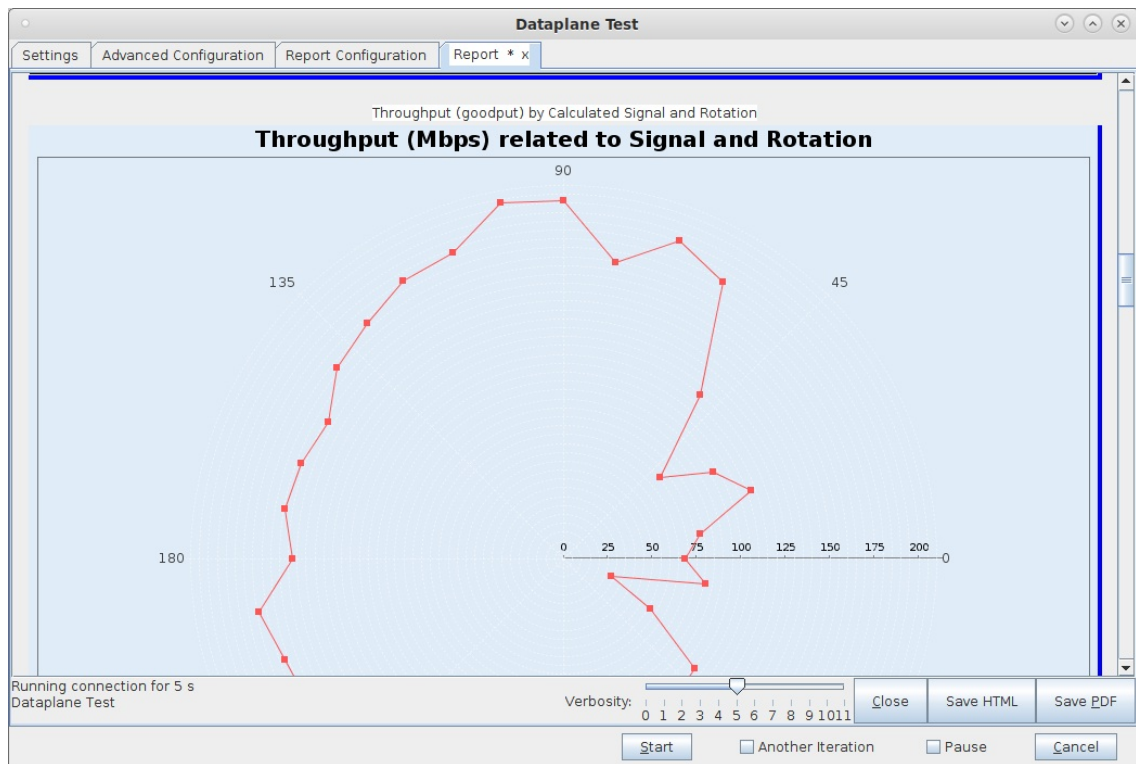 Dataplane Test
Settings Advanced Configuration Report Configuration Report * x
Throughput (goodput) by Calculated Signal and Rotation
Throughput (Mbps) related to Signal and Rotation
90
135 45
0 25 50 75 100 125 150 175 200
180 0
Running connection for 5 s
Dataplane Test
Verbosity:
0 1 2 3 4 5 6 7 8 9 10 11
Close Save HTML Save PDF
Start Another Iteration Pause Cancel